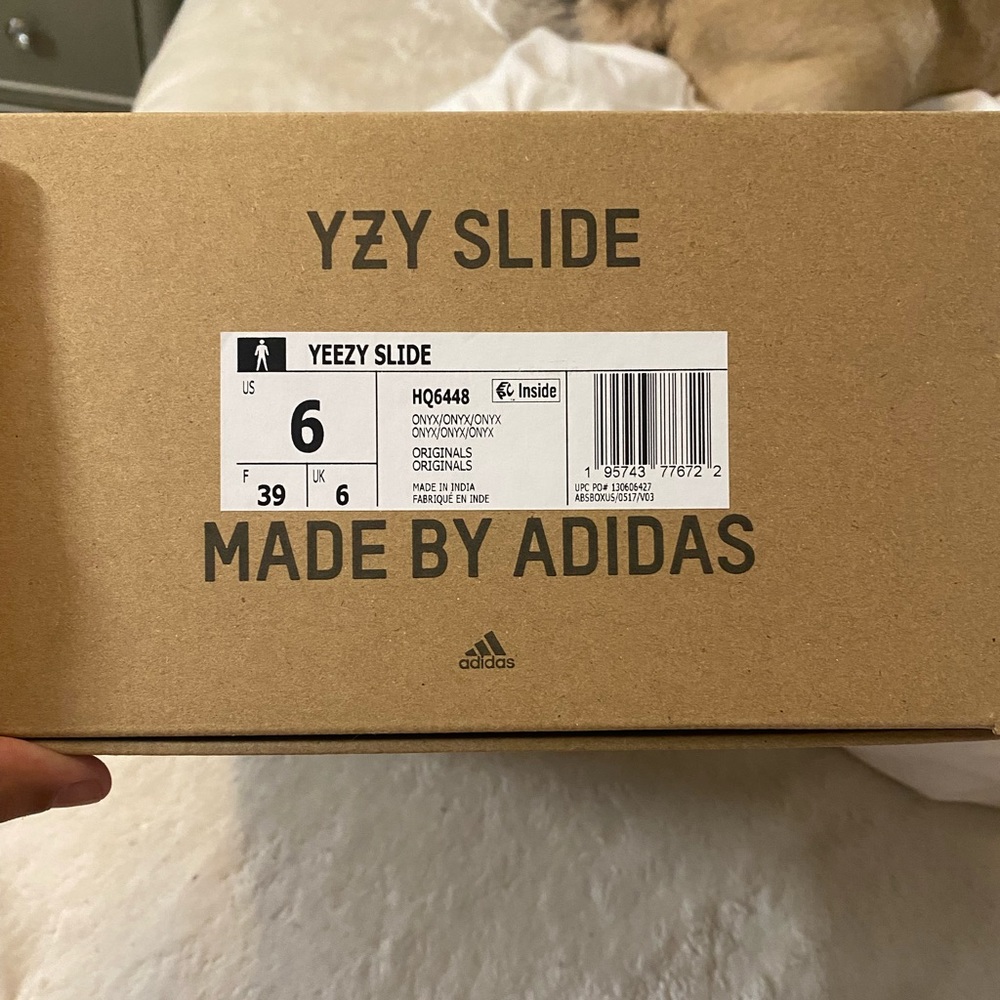 YZY SLIDE
YEEZY SLIDE
US
6
F
39
UK
6
HQ6448
Inside
ONYX/ONYX/ONYX
ONYX/ONYX/ONYX
ORIGINALS
ORIGINALS
MADE IN INDIA
FABRIQUÉ EN INDE
1 95743 77672 2
UPC PO# 130606427
ABSBOXUS/0517/V03
MADE BY ADIDAS
adidas